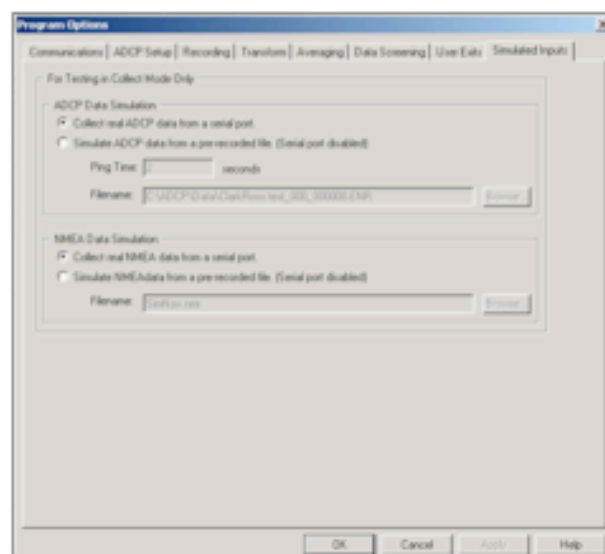 Program Options
Communications | ADCP Setup | Recording | Transform | Averaging | Data Screening | User Exits | Simulated Inputs
For Testing in Collect Mode Only
ADCP Data Simulation
Collect real ADCP data from a serial port.
Simulate ADCP data from a pre-recorded file. (Serial port disabled)
Ping Time: seconds
Filename: Browse...
NMEA Data Simulation
Collect real NMEA data from a serial port.
Simulate NMEAdata from a pre-recorded file. (Serial port disabled)
Filename: Browse...
OK Cancel Apply Help